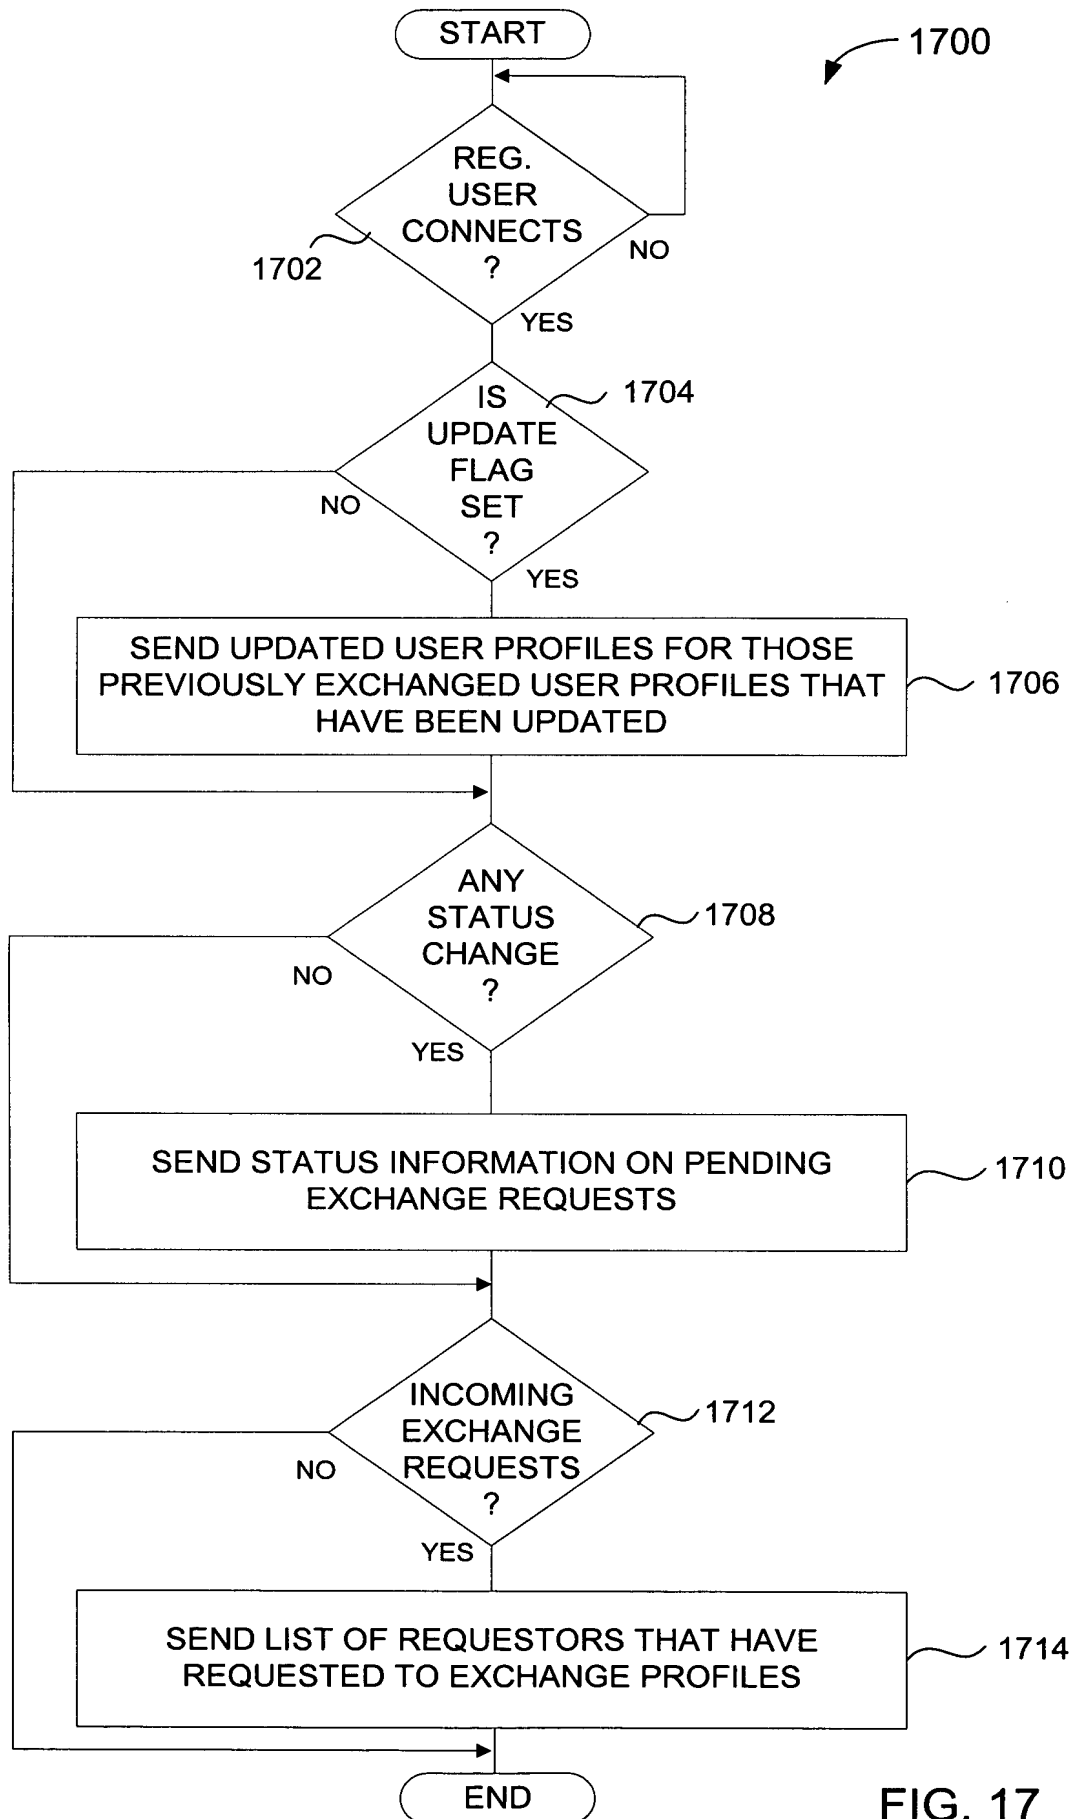 START
1700
REG.
USER
CONNECTS
?
1702
NO
YES
IS
UPDATE
FLAG
SET
?
1704
NO
YES
SEND UPDATED USER PROFILES FOR THOSE
PREVIOUSLY EXCHANGED USER PROFILES THAT
HAVE BEEN UPDATED
1706
ANY
STATUS
CHANGE
?
1708
NO
YES
SEND STATUS INFORMATION ON PENDING
EXCHANGE REQUESTS
1710
INCOMING
EXCHANGE
REQUESTS
?
1712
NO
YES
SEND LIST OF REQUESTORS THAT HAVE
REQUESTED TO EXCHANGE PROFILES
1714
END
FIG. 17